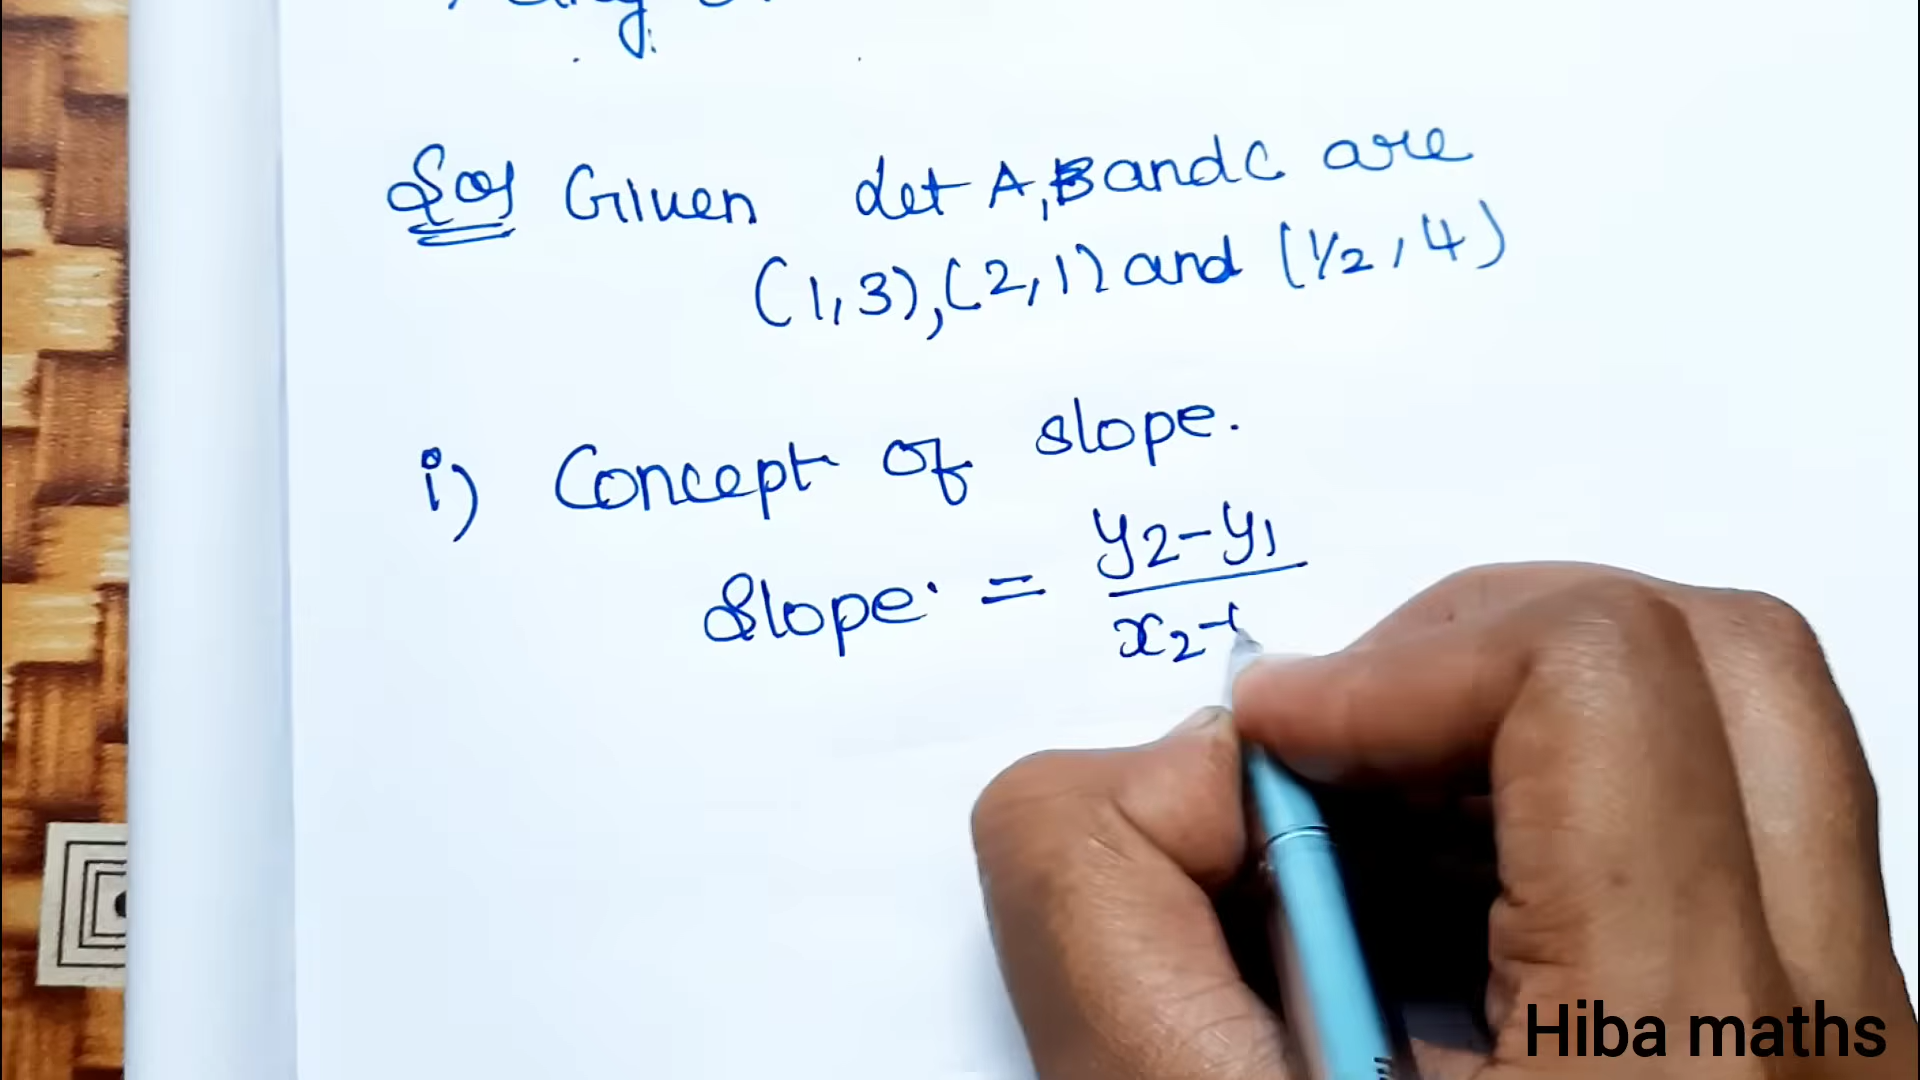 Sol Given Let A,B and C are
(1,3),(2,1) and (1/2,4)
i) Concept of slope.
Slope = y2-y1
x2-
Hiba maths